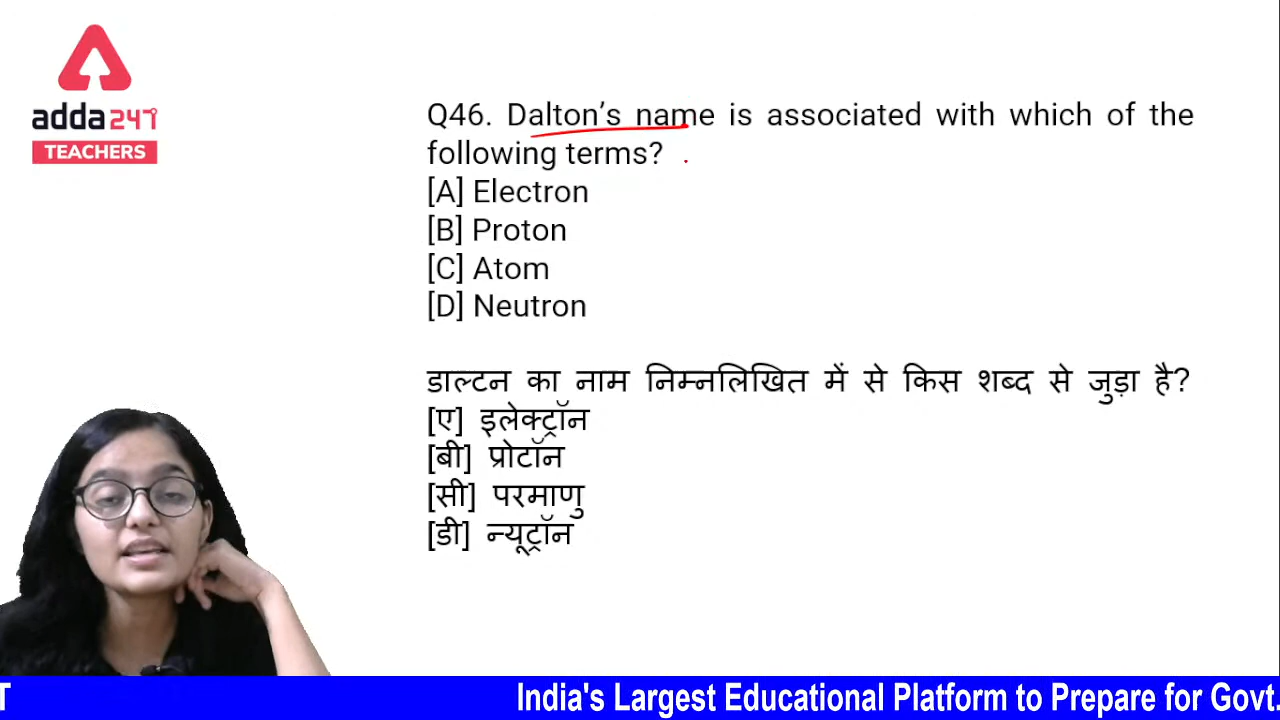 adda247
TEACHERS
Q46. Dalton’s name is associated with which of the
following terms?
[A] Electron
[B] Proton
[C] Atom
[D] Neutron
डाल्टन का नाम निम्नलिखित में से किस शब्द से जुड़ा है?
[ए] इलेक्ट्रॉन
[बी] प्रोटॉन
[सी] परमाणु
[डी] न्यूट्रॉन
T India's Largest Educational Platform to Prepare for Govt.